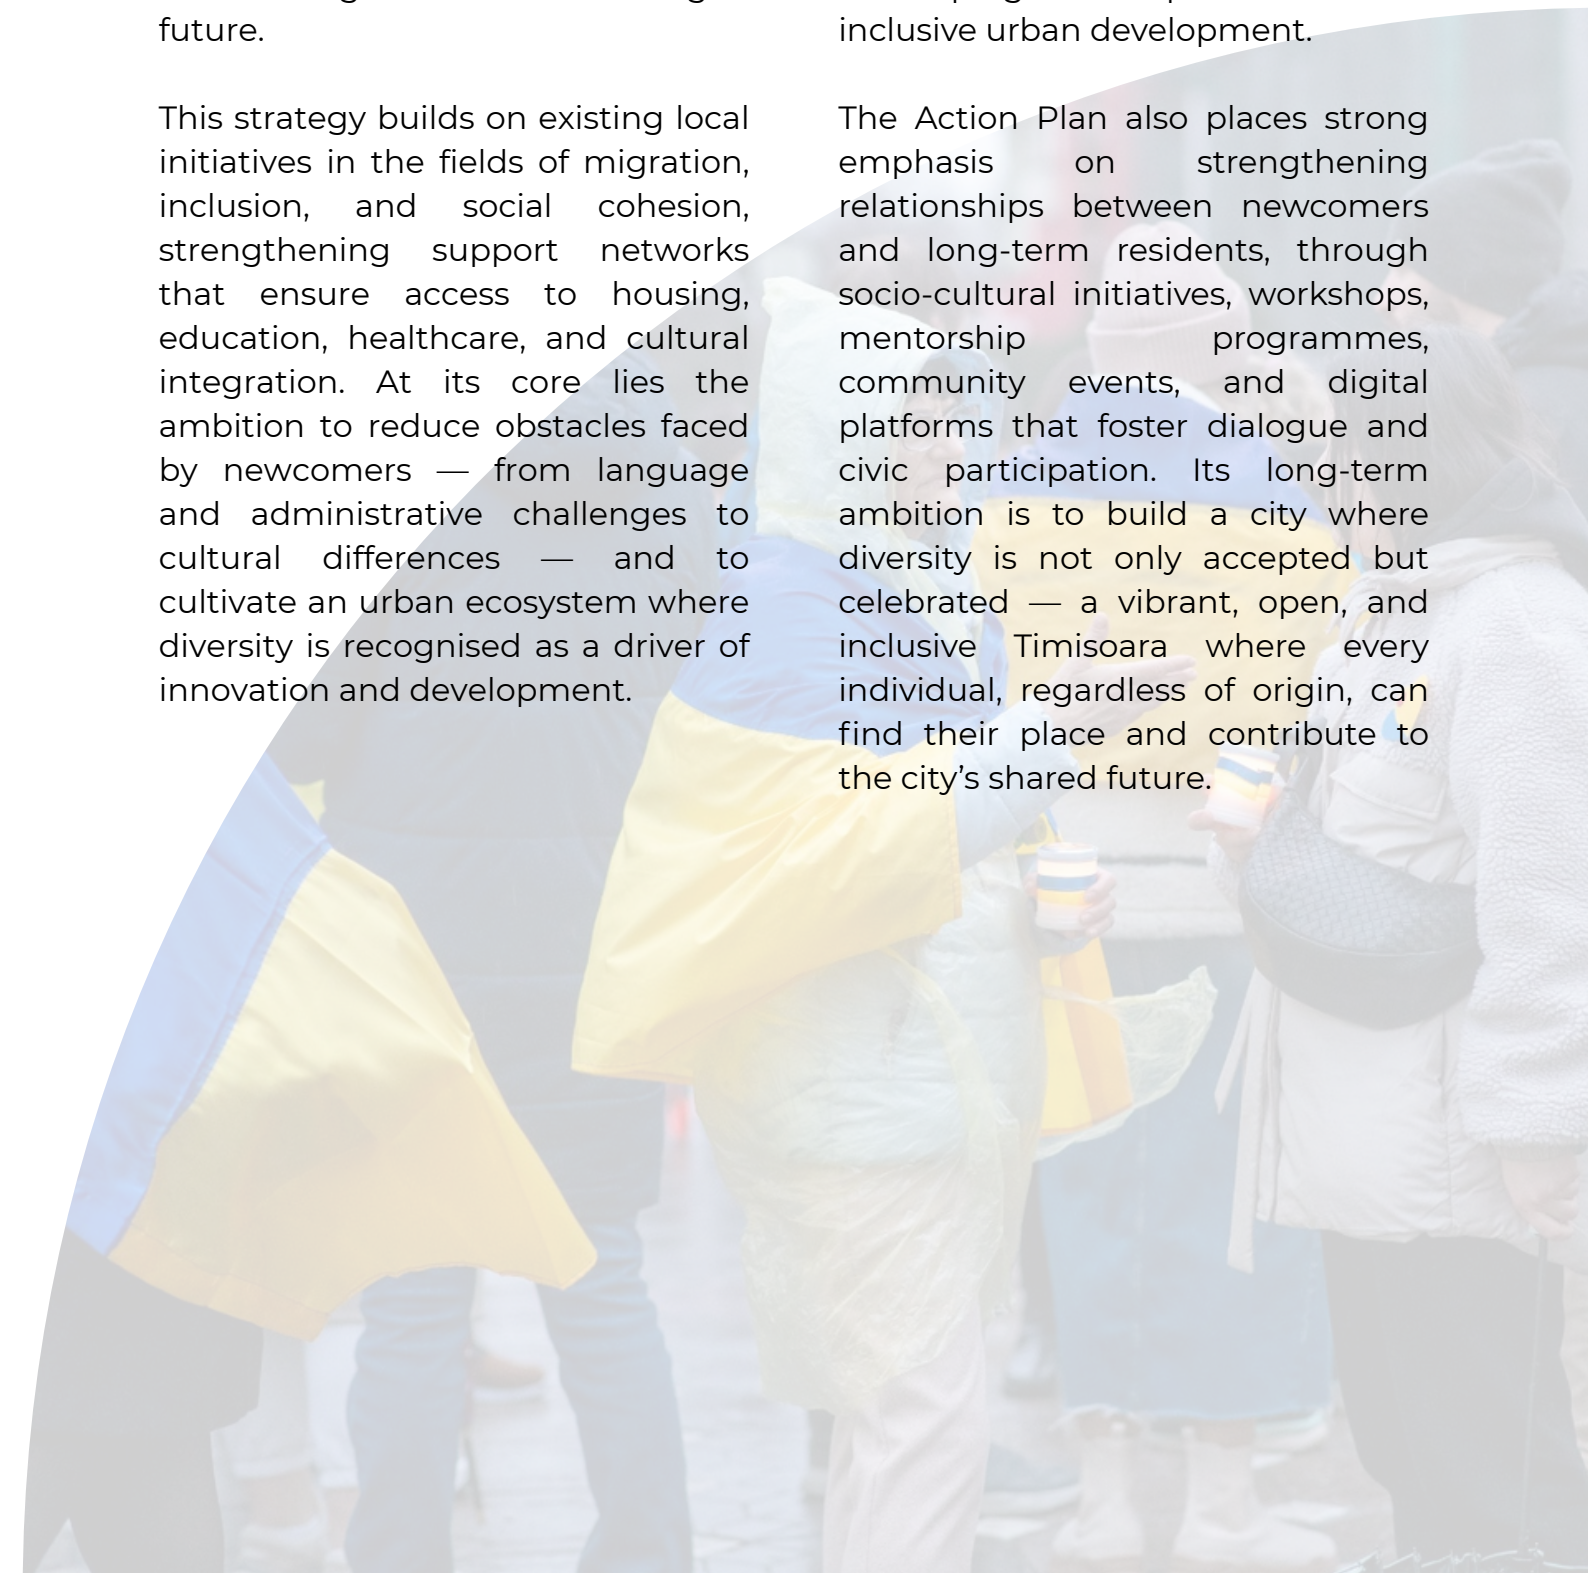 future.
This strategy builds on existing local
initiatives in the fields of migration,
inclusion, and social cohesion,
strengthening support networks
that ensure access to housing,
education, healthcare, and cultural
integration. At its core lies the
ambition to reduce obstacles faced
by newcomers — from language
and administrative challenges to
cultural differences — and to
cultivate an urban ecosystem where
diversity is recognised as a driver of
innovation and development.
inclusive urban development.
The Action Plan also places strong
emphasis on strengthening
relationships between newcomers
and long-term residents, through
socio-cultural initiatives, workshops,
mentorship programmes,
community events, and digital
platforms that foster dialogue and
civic participation. Its long-term
ambition is to build a city where
diversity is not only accepted but
celebrated — a vibrant, open, and
inclusive Timisoara where every
individual, regardless of origin, can
find their place and contribute to
the city’s shared future.